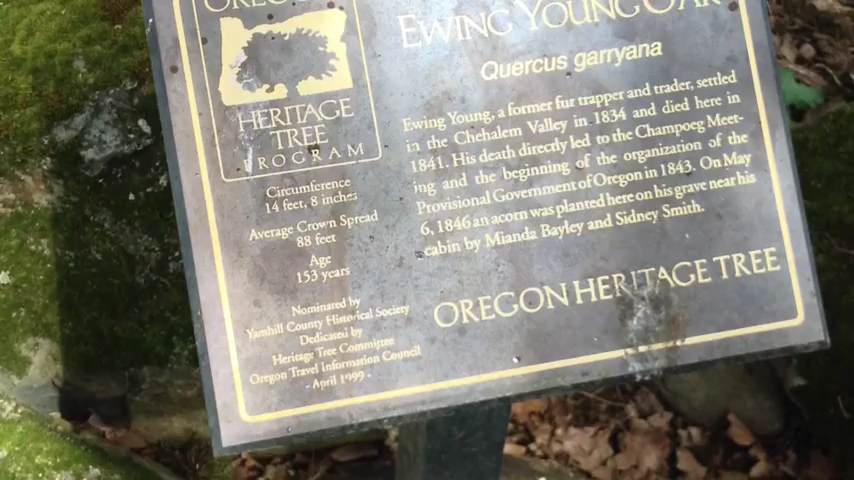 OREGON
HERITAGE
TREE
PROGRAM
Circumference
14 feet, 8 inches
Average Crown Spread
88 feet
Age
153 years
Nominated by
Yamhill County Historical Society
Dedicated by
Heritage Tree Committee
Oregon Travel Information Council
- April 1999 -
EWING YOUNG OAK
Quercus garryana
Ewing Young, a former fur trapper and trader, settled
in the Chehalem Valley in 1834 and died here in
1841. His death directly led to the Champoeg Meet-
ing and the beginning of the organization of the
Provisional Government of Oregon in 1843. On May
6, 1846 an acorn was planted here on his grave near his
cabin by Mianda Bayley and Sidney Smith.
OREGON HERITAGE TREE